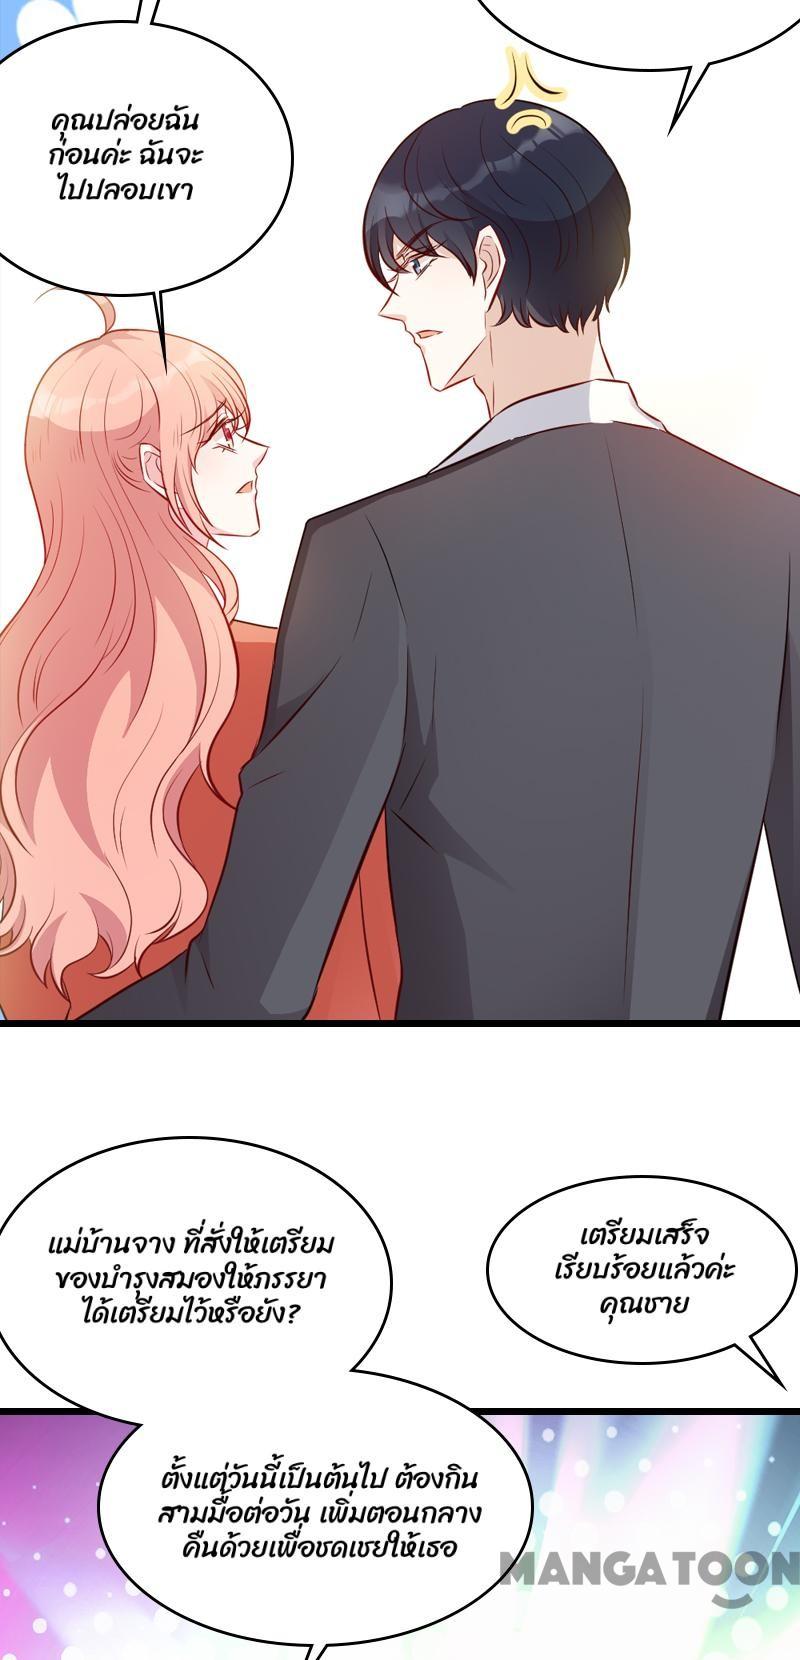 คุณปล่อยฉัน
ก่อนค่ะ ฉันจะ
ไปปลอบเขา
แม่บ้านจาง ที่สั่งให้เตรียม
ของบำรุงสมองให้ภรรยา
ได้เตรียมไว้หรือยัง?
เตรียมเสร็จ
เรียบร้อยแล้วค่ะ
คุณชาย
ตั้งแต่วันนี้เป็นต้นไป ต้องกิน
สามมื้อต่อวัน เพิ่มตอนกลาง
คืนด้วยเพื่อชดเชยให้เธอ
MANGATOON